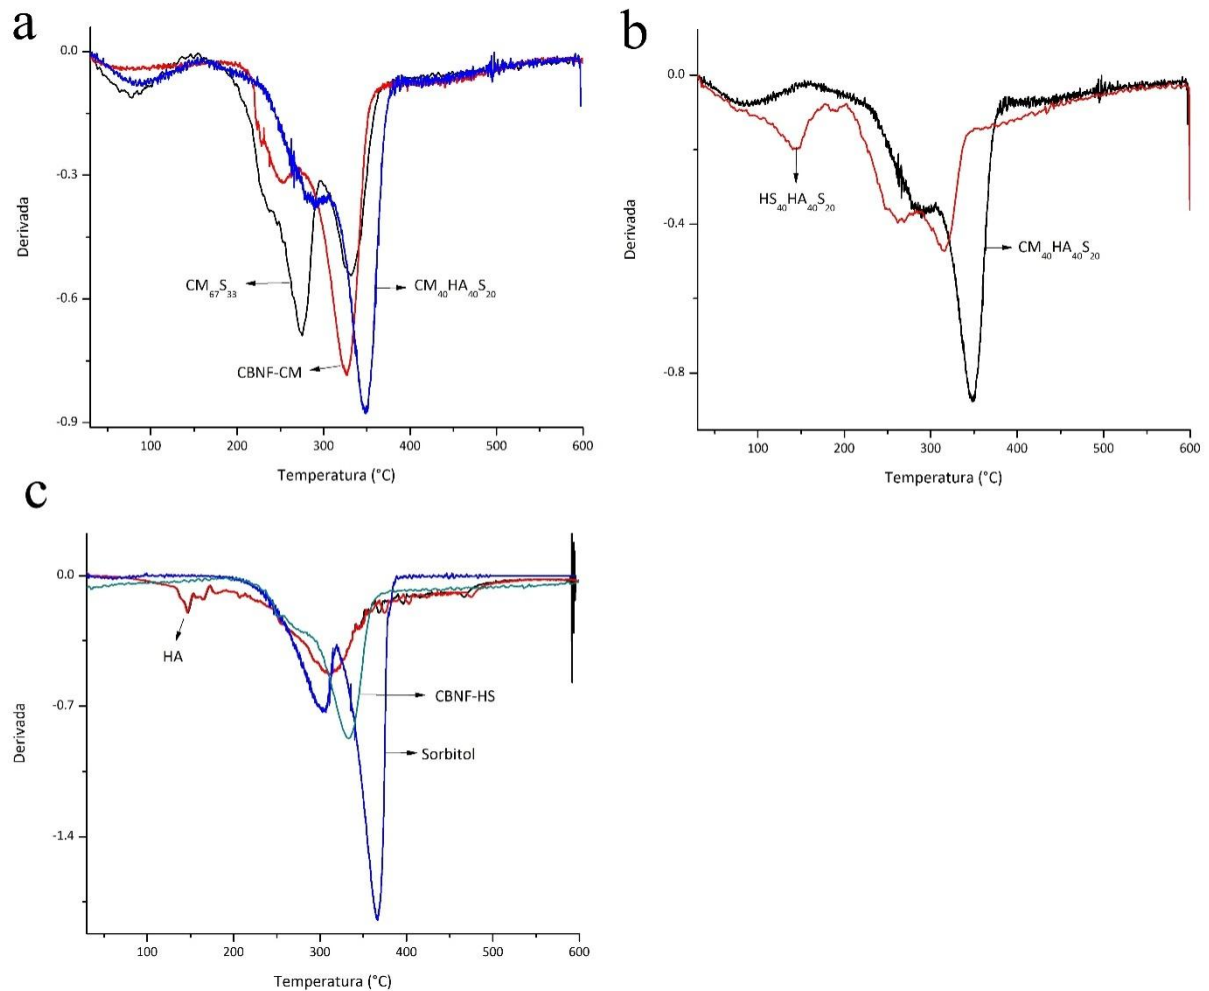 a
0.0
-0.3
-0.6
-0.9
Derivada
CM67S33
CM40HA40S20
CBNF-CM
100 200 300 400 500 600
Temperatura (°C)
b
0.0
-0.4
-0.8
Derivada
HS40HA40S20
CM40HA40S20
100 200 300 400 500 600
Temperatura (°C)
c
0.0
-0.7
-1.4
Derivada
HA
CBNF-HS
Sorbitol
100 200 300 400 500 600
Temperatura (°C)